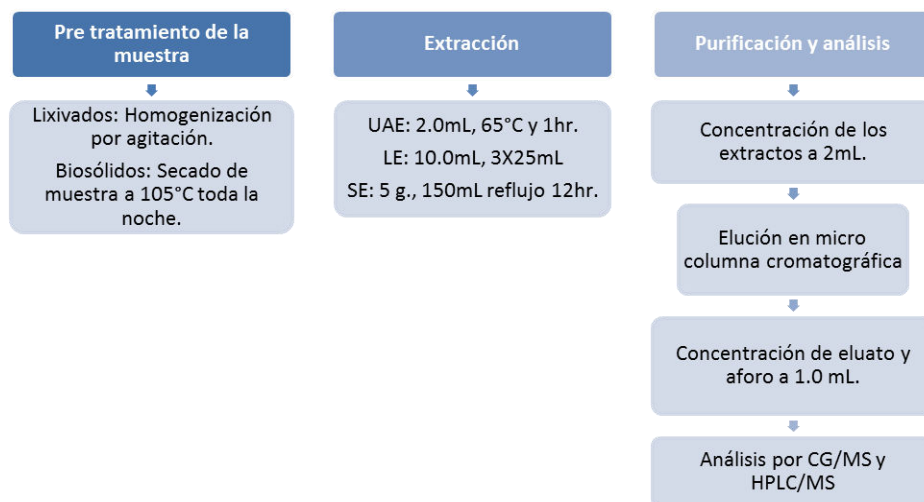 Pre tratamiento de la
muestra
Lixivados: Homogenización
por agitación.
Biosólidos: Secado de
muestra a 105°C toda la
noche.
Extracción
UAE: 2.0mL, 65°C y 1hr.
LE: 10.0mL, 3X25mL
SE: 5 g., 150mL reflujo 12hr.
Purificación y análisis
Concentración de los
extractos a 2mL.
Elución en micro
columna cromatográfica
Concentración de eluato y
aforo a 1.0 mL.
Análisis por CG/MS y
HPLC/MS